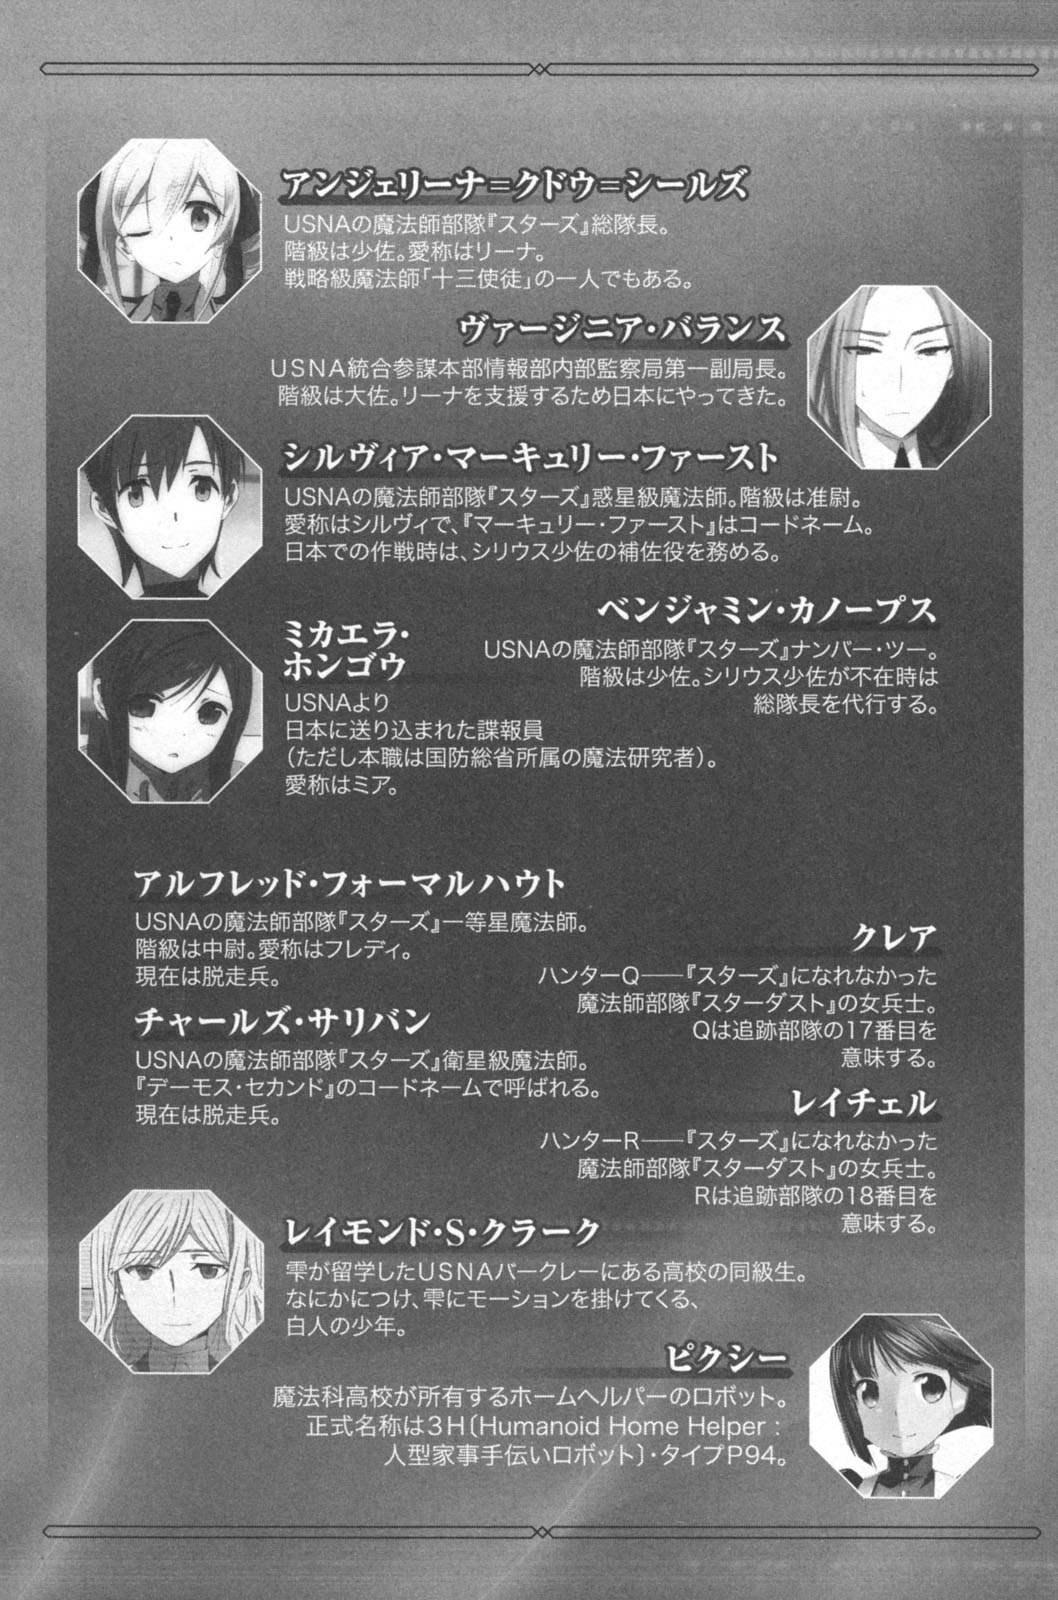 アンジェリーナ＝クドウ＝シールズ
USNAの魔法師部隊『スターズ』総隊長。
階級は少佐。愛称はリーナ。
戦略級魔法師「十三使徒」の一人でもある。
ヴァージニア・バランス
USNA統合参謀本部情報部内部監察局第一副局長。
階級は大佐。リーナを支援するため日本にやってきた。
シルヴィア・マーキュリー・ファースト
USNAの魔法師部隊『スターズ』惑星級魔法師。階級は准尉。
愛称はシルヴィで、『マーキュリー・ファースト』はコードネーム。
日本での作戦時は、シリウス少佐の補佐役を務める。
ベンジャミン・カノープス
USNAの魔法師部隊『スターズ』ナンバー・ツー。
階級は少佐。シリウス少佐が不在時は
総隊長を代行する。
ミカエラ・
ホンゴウ
USNAより
日本に送り込まれた諜報員
（ただし本職は国防総省所属の魔法研究者）。
愛称はミア。
アルフレッド・フォーマルハウト
USNAの魔法師部隊『スターズ』一等星魔法師。
階級は中尉。愛称はフレディ。
現在は脱走兵。
チャールズ・サリバン
USNAの魔法師部隊『スターズ』衛星級魔法師。
『デーモス・セカンド』のコードネームで呼ばれる。
現在は脱走兵。
クレア
ハンターQ――『スターズ』になれなかった
魔法師部隊『スターダスト』の女兵士。
Qは追跡部隊の17番目を
意味する。
レイチェル
ハンターR――『スターズ』になれなかった
魔法師部隊『スターダスト』の女兵士。
Rは追跡部隊の18番目を
意味する。
レイモンド・S・クラーク
雫が留学したUSNAバークレーにある高校の同級生。
なにかにつけ、雫にモーションを掛けてくる、
白人の少年。
ピクシー
魔法科高校が所有するホームヘルパーのロボット。
正式名称は3H〔Humanoid Home Helper：
人型家事手伝いロボット〕・タイプP94。